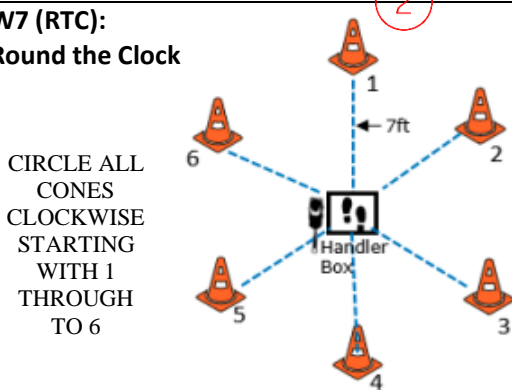 W7 (RTC):
Round the Clock
2
1
7ft
6
2
CIRCLE ALL
CONES
CLOCKWISE
STARTING
WITH 1
THROUGH
TO 6
Handler
Box
5
3
4